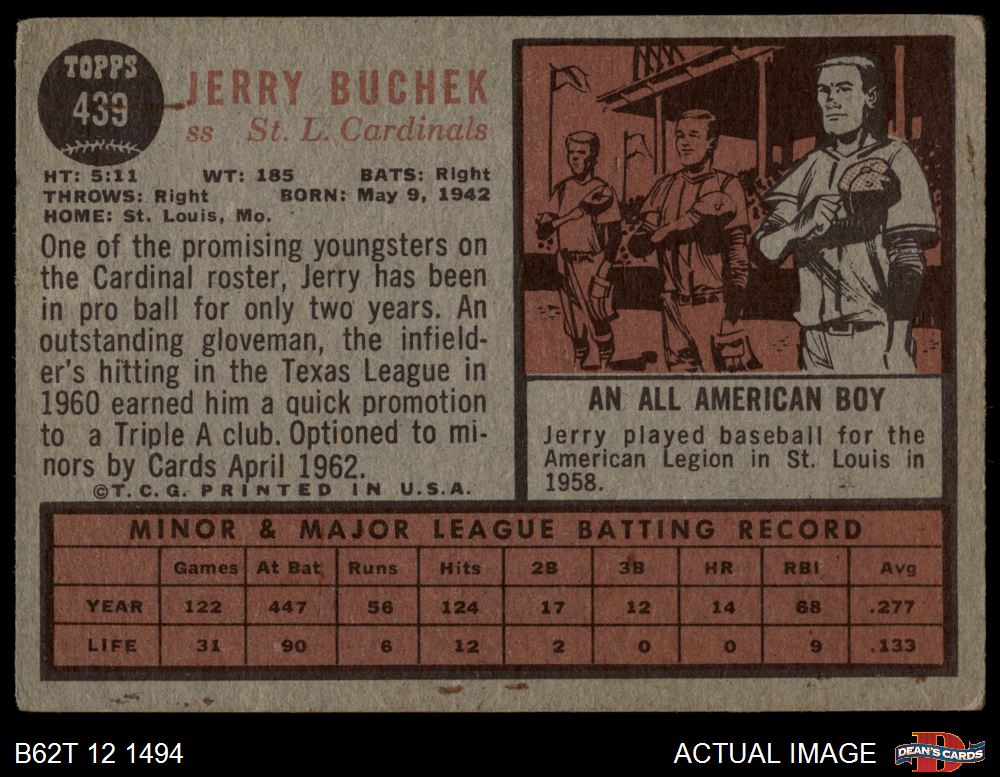 TOPPS
439
JERRY BUCHEK
SS St. L. Cardinals
HT: 5:11 WT: 185 BATS: Right
THROWS: Right BORN: May 9, 1942
HOME: St. Louis, Mo.
One of the promising youngsters on
the Cardinal roster, Jerry has been
in pro ball for only two years. An
outstanding gloveman, the infield-
er's hitting in the Texas League in
1960 earned him a quick promotion
to a Triple A club. Optioned to mi-
nors by Cards April 1962.
©T.C.G. PRINTED IN U.S.A.
AN ALL AMERICAN BOY
Jerry played baseball for the
American Legion in St. Louis in
1958.
MINOR & MAJOR LEAGUE BATTING RECORD
Games At Bat Runs Hits 2B 3B HR RBI Avg
YEAR 122 447 56 124 17 12 14 68 .277
LIFE 31 90 6 12 2 0 0 9 .133
B62T 12 1494
ACTUAL IMAGE
D
DEAN'S CARDS